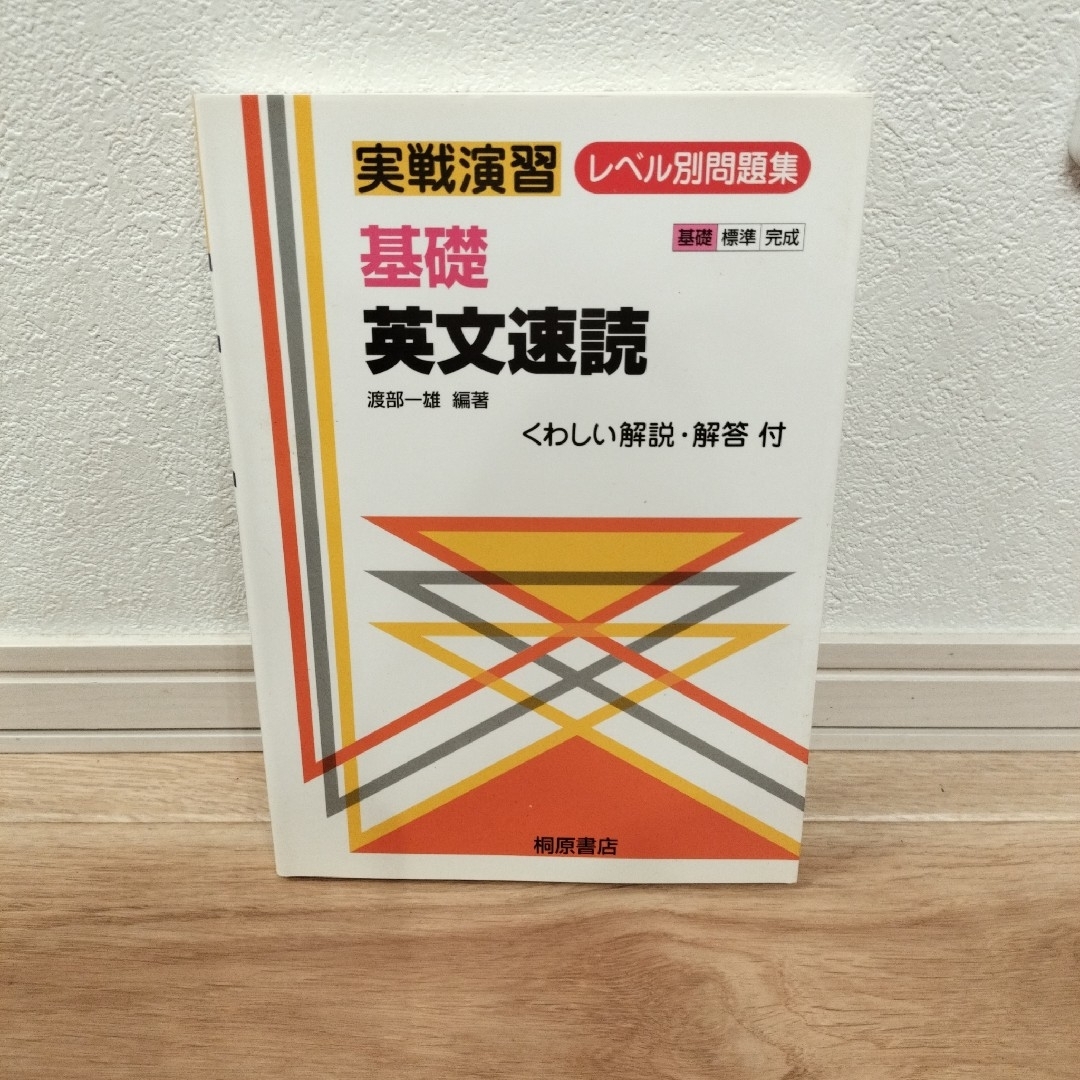 実戦演習 レベル別問題集
基礎 標準 完成
基礎
英文速読
渡部一雄 編著
くわしい解説・解答 付
桐原書店